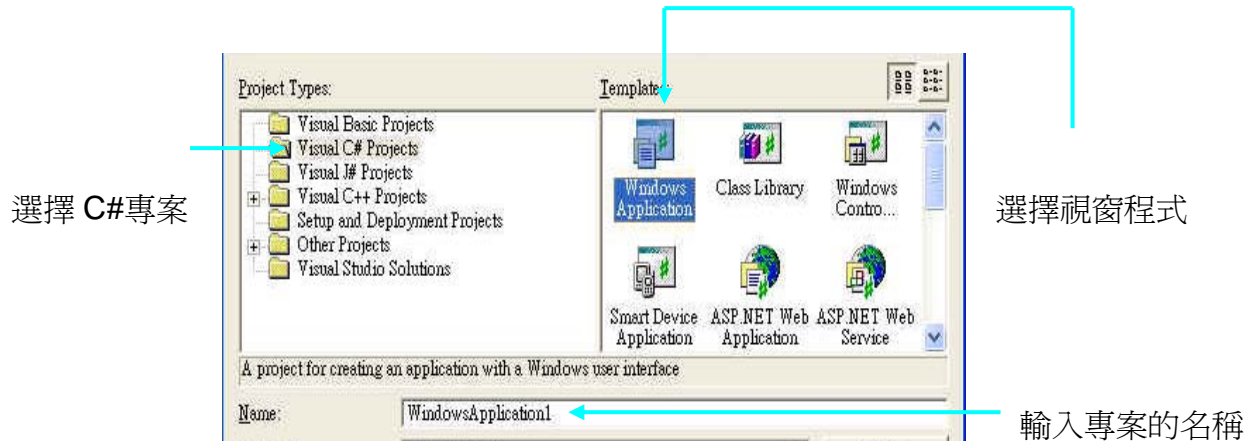 Project Types:
Templates:
Visual Basic Projects
Visual C# Projects
Visual J# Projects
Visual C++ Projects
Setup and Deployment Projects
Other Projects
Visual Studio Solutions
Windows
Application
Class Library
Windows
Contro...
Smart Device
Application
ASP.NET Web
Application
ASP.NET Web
Service
A project for creating an application with a Windows user interface
Name:
WindowsApplication1
選擇 C#專案
選擇視窗程式
輸入專案的名稱